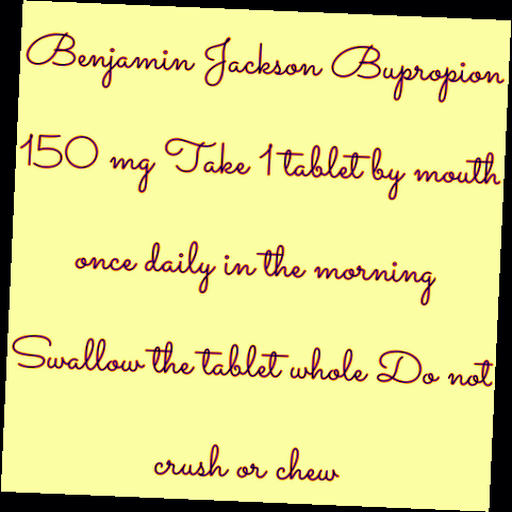 Benjamin Jackson Bupropion
150 mg Take 1 tablet by mouth
once daily in the morning
Swallow the tablet whole Do not
crush or chew